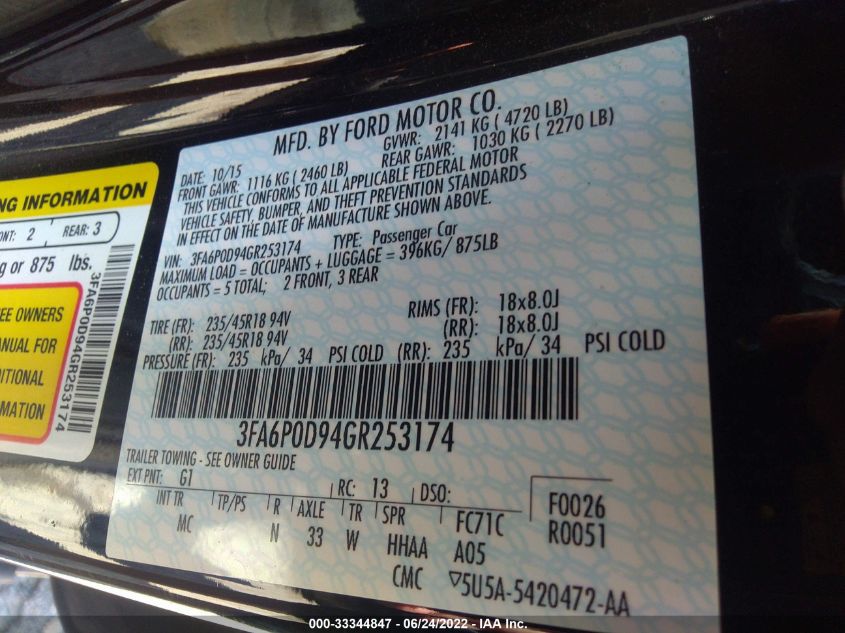 NG INFORMATION
NT: 2 REAR: 3
g or 875 lbs.
EE OWNERS
ANUAL FOR
DITIONAL
MATION
3FA6P0D94GR253174
MFD. BY FORD MOTOR CO.
DATE: 10/15 GVWR: 2141 KG ( 4720 LB)
FRONT GAWR: 1116 KG ( 2460 LB) REAR GAWR: 1030 KG ( 2270 LB)
THIS VEHICLE CONFORMS TO ALL APPLICABLE FEDERAL MOTOR
VEHICLE SAFETY, BUMPER, AND THEFT PREVENTION STANDARDS
IN EFFECT ON THE DATE OF MANUFACTURE SHOWN ABOVE.
VIN: 3FA6P0D94GR253174 TYPE: Passenger Car
MAXIMUM LOAD = OCCUPANTS + LUGGAGE = 396KG/ 875LB
OCCUPANTS = 5 TOTAL; 2 FRONT, 3 REAR
TIRE (FR): 235/45R18 94V RIMS (FR): 18x8.0J
(RR): 235/45R18 94V (RR): 18x8.0J
PRESSURE (FR): 235 kPa/ 34 PSI COLD (RR): 235 kPa/ 34 PSI COLD
3FA6P0D94GR253174
TRAILER TOWING - SEE OWNER GUIDE
EXT PNT: G1 RC: 13 DSO: F0026
INT TR TP/PS R AXLE TR SPR FC71C R0051
MC N 33 W HHAA A05
CMC ▽5U5A-5420472-AA
000-33344847 - 06/24/2022 - IAA Inc.